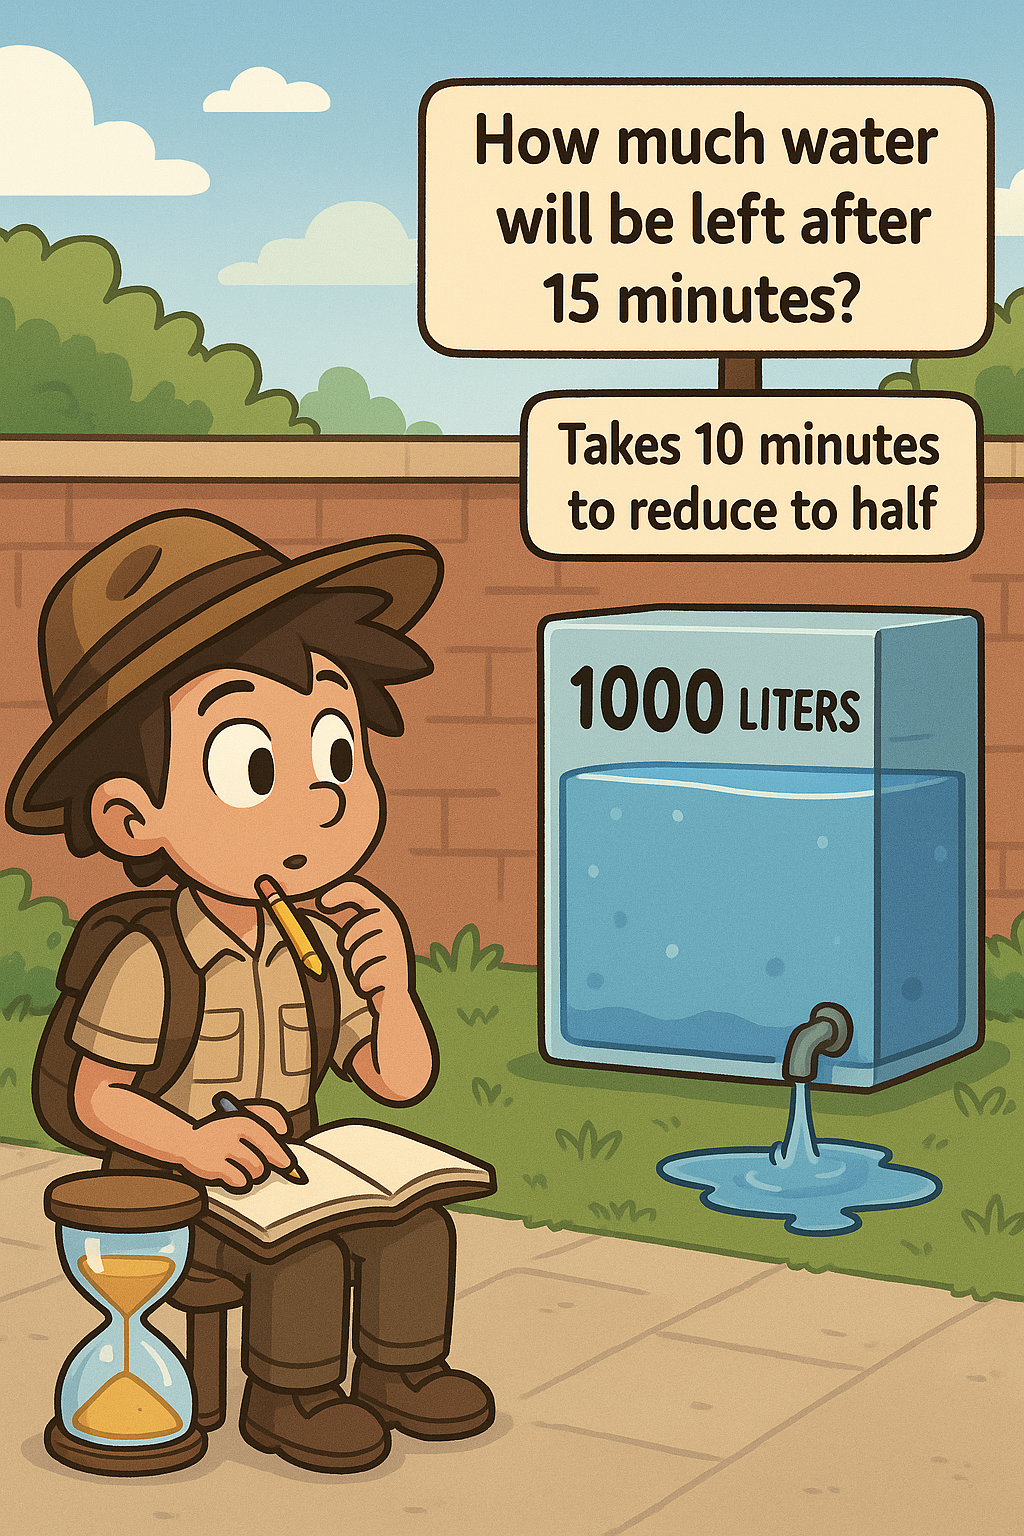 How much water
will be left after
15 minutes?
Takes 10 minutes
to reduce to half
1000 LITERS